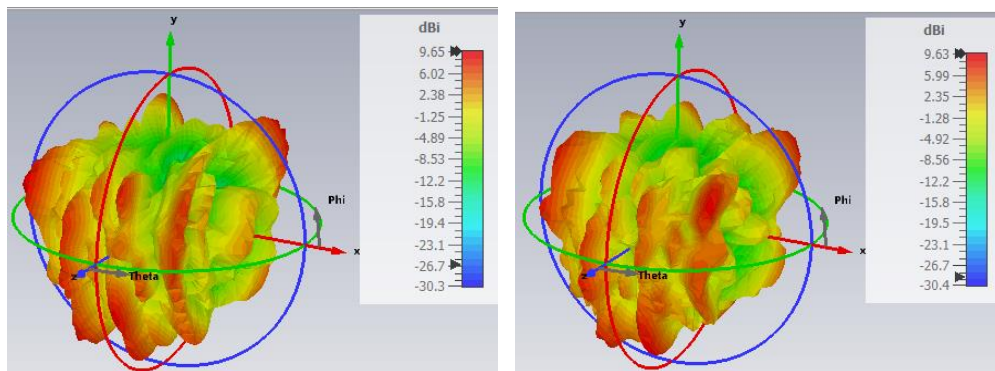 y
dBi
9.65
6.02
2.38
-1.25
-4.89
-8.53
-12.2
-15.8
-19.5
-23.1
-26.7
-30.3
Phi
x
z
Theta
y
dBi
9.63
5.99
2.35
-1.28
-4.92
-8.56
-12.2
-15.8
-19.4
-23.1
-26.7
-30.4
Phi
x
z
Theta